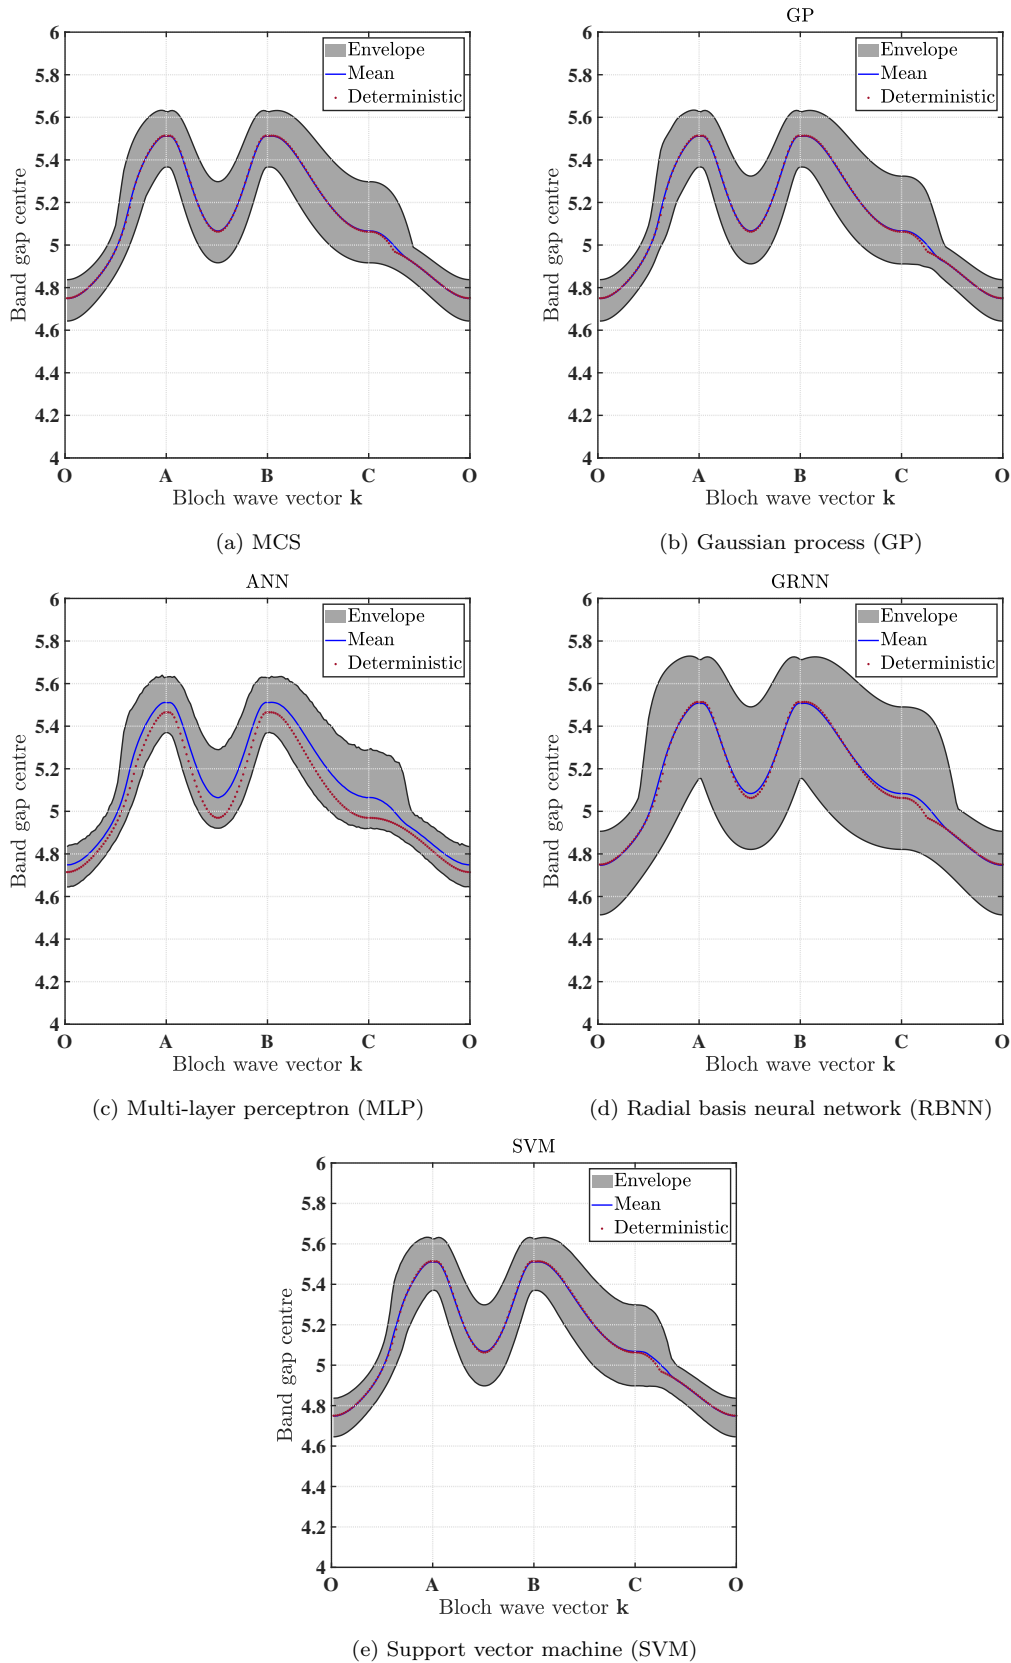 6
5.8
5.6
5.4
5.2
5
4.8
4.6
4.4
4.2
4
Band gap centre
Envelope
Mean
Deterministic
O A B C O
Bloch wave vector k
(a) MCS
GP
6
5.8
5.6
5.4
5.2
5
4.8
4.6
4.4
4.2
4
Band gap centre
Envelope
Mean
Deterministic
O A B C O
Bloch wave vector k
(b) Gaussian process (GP)
ANN
6
5.8
5.6
5.4
5.2
5
4.8
4.6
4.4
4.2
4
Band gap centre
Envelope
Mean
Deterministic
O A B C O
Bloch wave vector k
(c) Multi-layer perceptron (MLP)
GRNN
6
5.8
5.6
5.4
5.2
5
4.8
4.6
4.4
4.2
4
Band gap centre
Envelope
Mean
Deterministic
O A B C O
Bloch wave vector k
(d) Radial basis neural network (RBNN)
SVM
6
5.8
5.6
5.4
5.2
5
4.8
4.6
4.4
4.2
4
Band gap centre
Envelope
Mean
Deterministic
O A B C O
Bloch wave vector k
(e) Support vector machine (SVM)